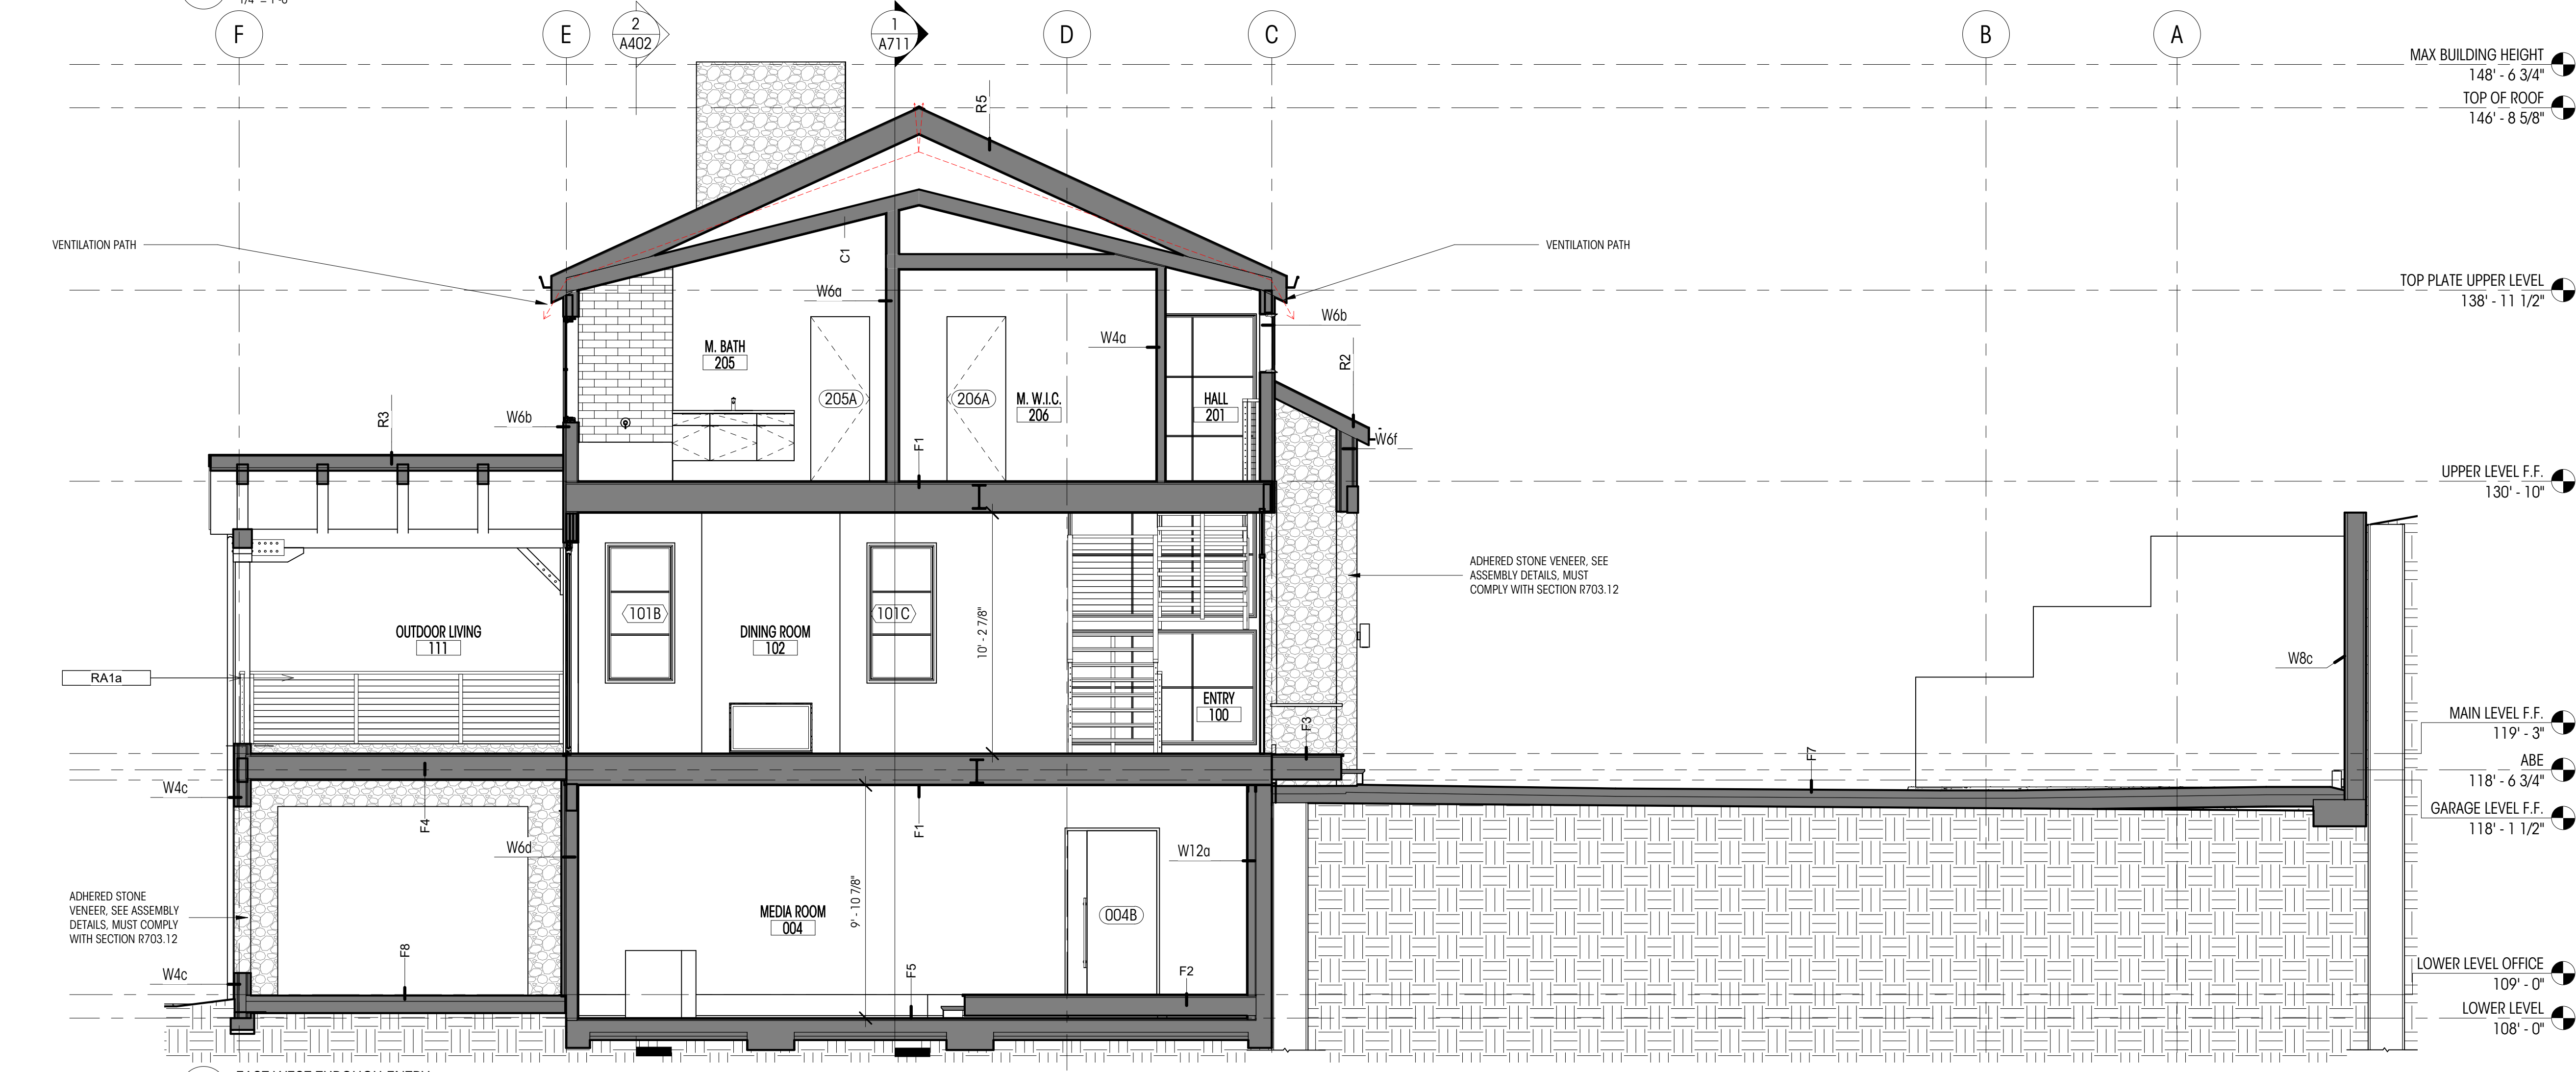 1/4" = 1'-0"
F
E
2
A402
1
A711
D
C
B
A
MAX BUILDING HEIGHT
148' - 6 3/4"
TOP OF ROOF
146' - 8 5/8"
R5
VENTILATION PATH
VENTILATION PATH
C1
TOP PLATE UPPER LEVEL
138' - 11 1/2"
W6a
W6b
W4a
M. BATH
205
R2
205A
206A
M. W.I.C.
206
HALL
201
R3
W6b
F1
W6f
UPPER LEVEL F.F.
130' - 10"
ADHERED STONE VENEER, SEE
ASSEMBLY DETAILS, MUST
COMPLY WITH SECTION R703.12
101B
101C
OUTDOOR LIVING
111
DINING ROOM
102
10' - 2 7/8"
W8c
RA1a
ENTRY
100
F3
MAIN LEVEL F.F.
119' - 3"
F7
ABE
118' - 6 3/4"
W4c
GARAGE LEVEL F.F.
118' - 1 1/2"
F4
F1
W6d
W12a
ADHERED STONE
VENEER, SEE ASSEMBLY
DETAILS, MUST COMPLY
WITH SECTION R703.12
MEDIA ROOM
004
9' - 10 7/8"
004B
F8
W4c
F5
F2
LOWER LEVEL OFFICE
109' - 0"
LOWER LEVEL
108' - 0"